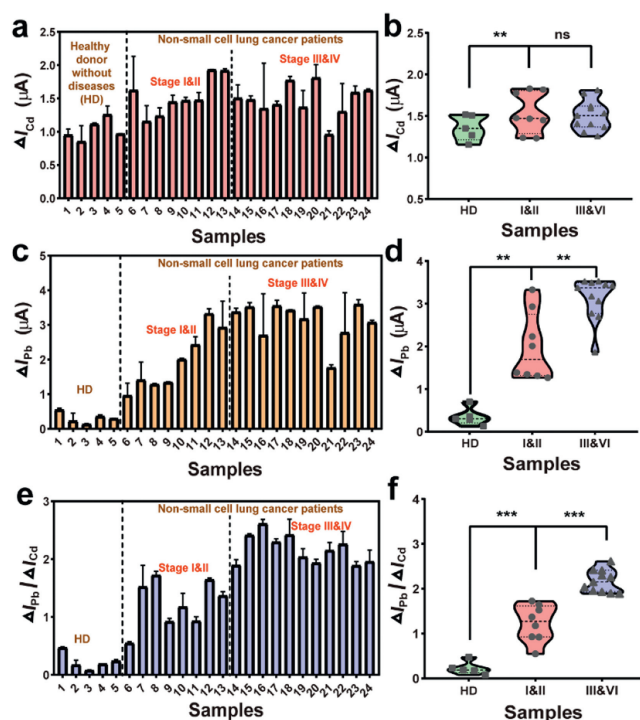 a
Non-small cell lung cancer patients
Healthy
donor
without
diseases
(HD)
Stage I&II
Stage III&IV
ΔICd (μA)
2.5
2.0
1.5
1.0
0.5
0.0
1 2 3 4 5 6 7 8 9 10 11 12 13 14 15 16 17 18 19 20 21 22 23 24
Samples
b
** ns
ΔICd (μA)
2.5
2.0
1.5
1.0
0.5
HD I&II III&VI
Samples
c
Non-small cell lung cancer patients
Stage III&IV
Stage I&II
HD
ΔIPb (μA)
5
4
3
2
1
0
1 2 3 4 5 6 7 8 9 10 11 12 13 14 15 16 17 18 19 20 21 22 23 24
Samples
d
** **
ΔIPb (μA)
4
3
2
1
0
HD I&II III&VI
Samples
e
Non-small cell lung cancer patients
Stage III&IV
Stage I&II
HD
ΔIPb / ΔICd
3
2
1
0
1 2 3 4 5 6 7 8 9 10 11 12 13 14 15 16 17 18 19 20 21 22 23 24
Samples
f
*** ***
ΔIPb / ΔICd
4
3
2
1
0
HD I&II III&VI
Samples